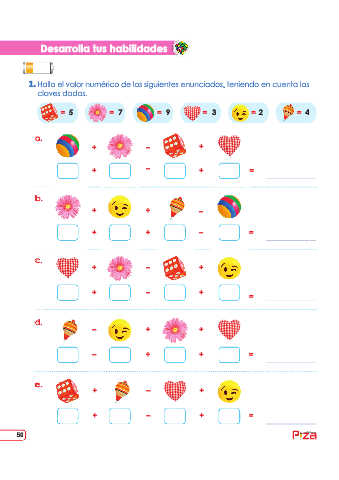 Desarrolla tus habilidades
1. Halla el valor numérico de los siguientes enunciados, teniendo en cuenta las
claves dadas.
= 5 = 7 = 9 = 3 = 2 = 4
a.
+ - +
+ - + =
b.
+ + -
+ + - =
c.
+ - +
+ - + =
d.
- + +
- + + =
e.
+ - +
+ - + =
56
Piza